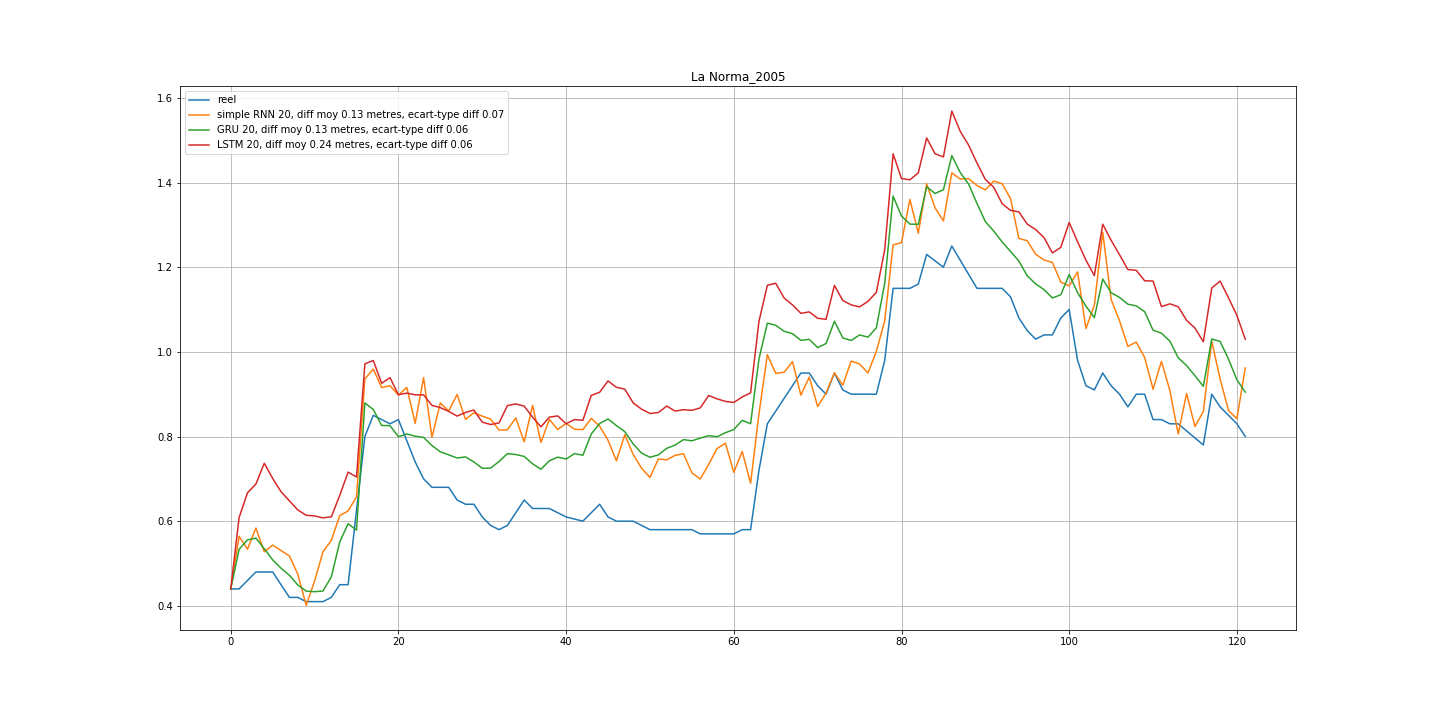 La Norma_2005
reel
simple RNN 20, diff moy 0.13 metres, ecart-type diff 0.07
GRU 20, diff moy 0.13 metres, ecart-type diff 0.06
LSTM 20, diff moy 0.24 metres, ecart-type diff 0.06
1.6
1.4
1.2
1.0
0.8
0.6
0.4
0 20 40 60 80 100 120